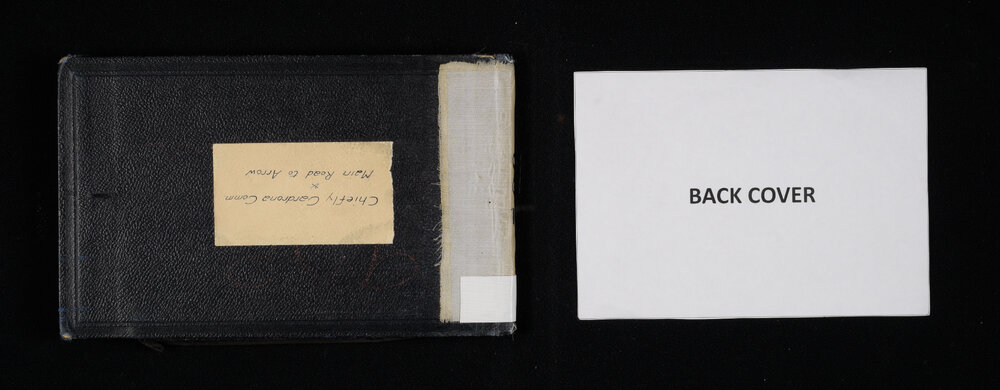 Chiefly Cardrona Comm
&
Main Road to Arrow
BACK COVER